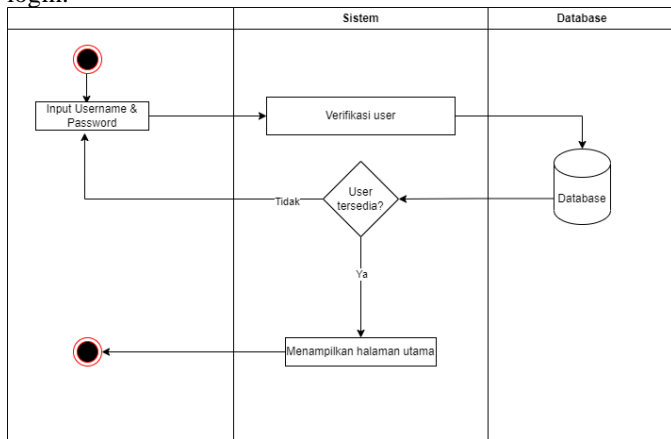 login.
Sistem
Database
Input Username &
Password
Verifikasi user
User
tersedia?
Tidak
Database
Ya
Menampilkan halaman utama